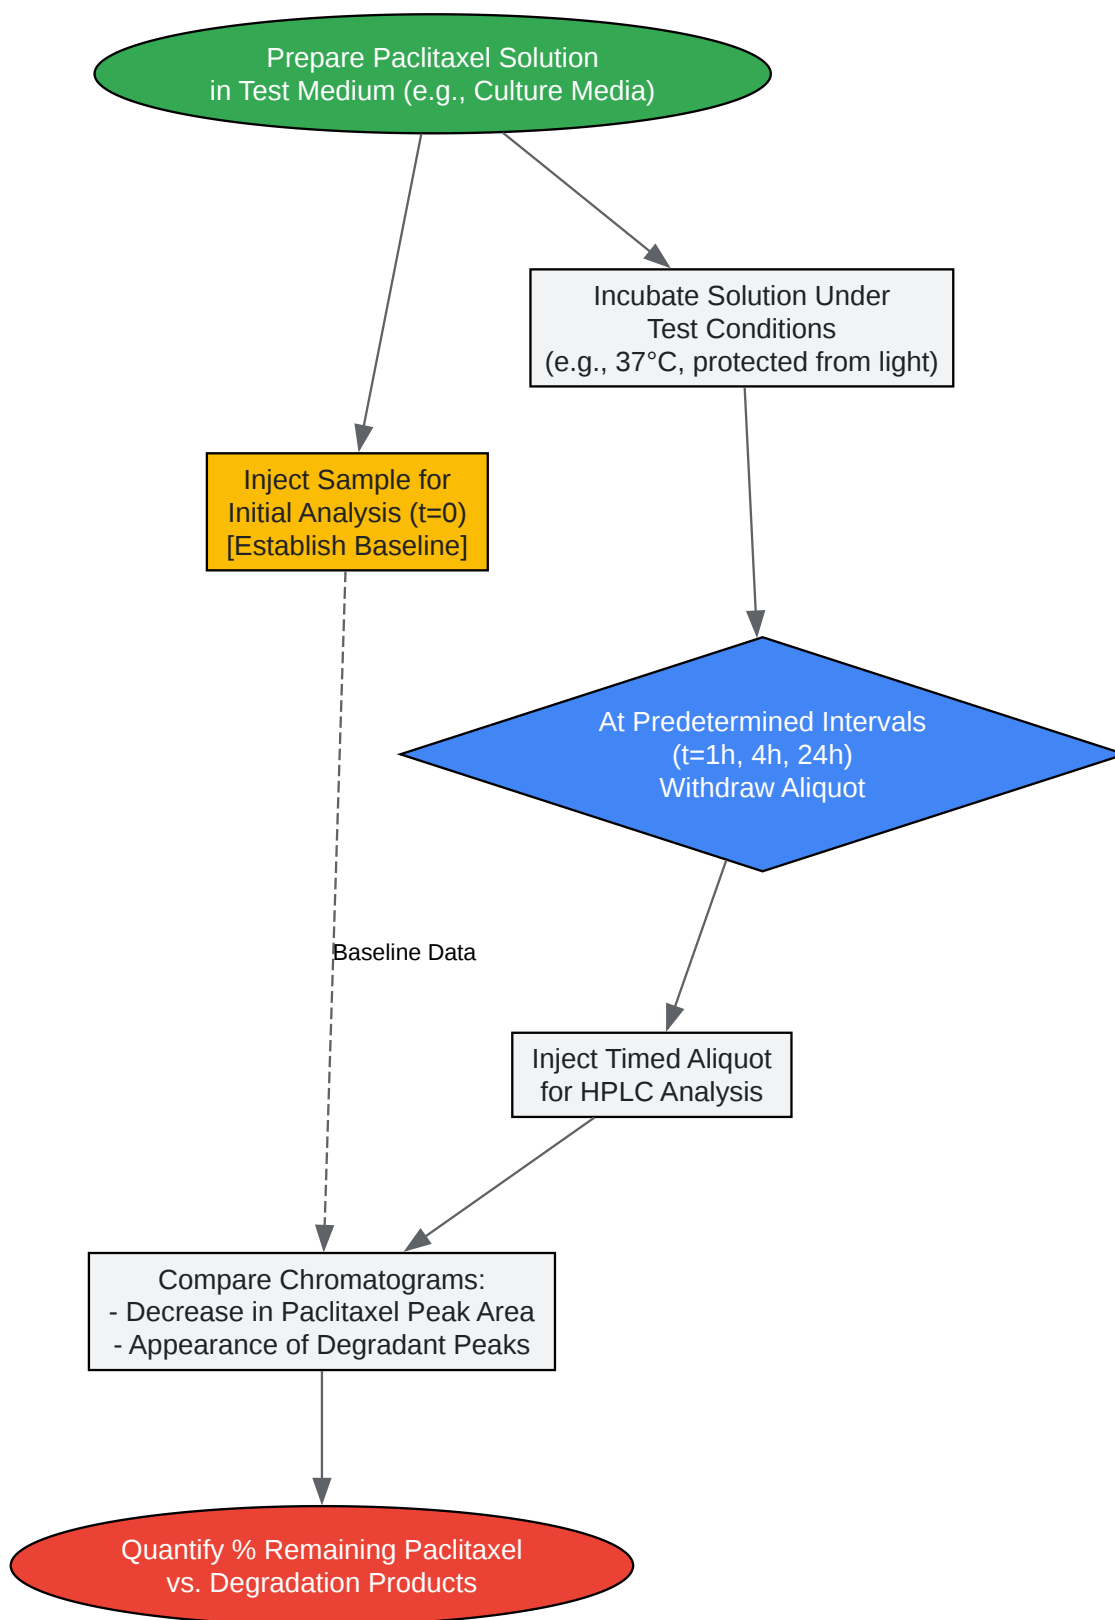 Prepare Paclitaxel Solution
in Test Medium (e.g., Culture Media)
Incubate Solution Under
Test Conditions
(e.g., 37°C, protected from light)
Inject Sample for
Initial Analysis (t=0)
[Establish Baseline]
At Predetermined Intervals
(t=1h, 4h, 24h)
Withdraw Aliquot
Baseline Data
Inject Timed Aliquot
for HPLC Analysis
Compare Chromatograms:
- Decrease in Paclitaxel Peak Area
- Appearance of Degradant Peaks
Quantify % Remaining Paclitaxel
vs. Degradation Products